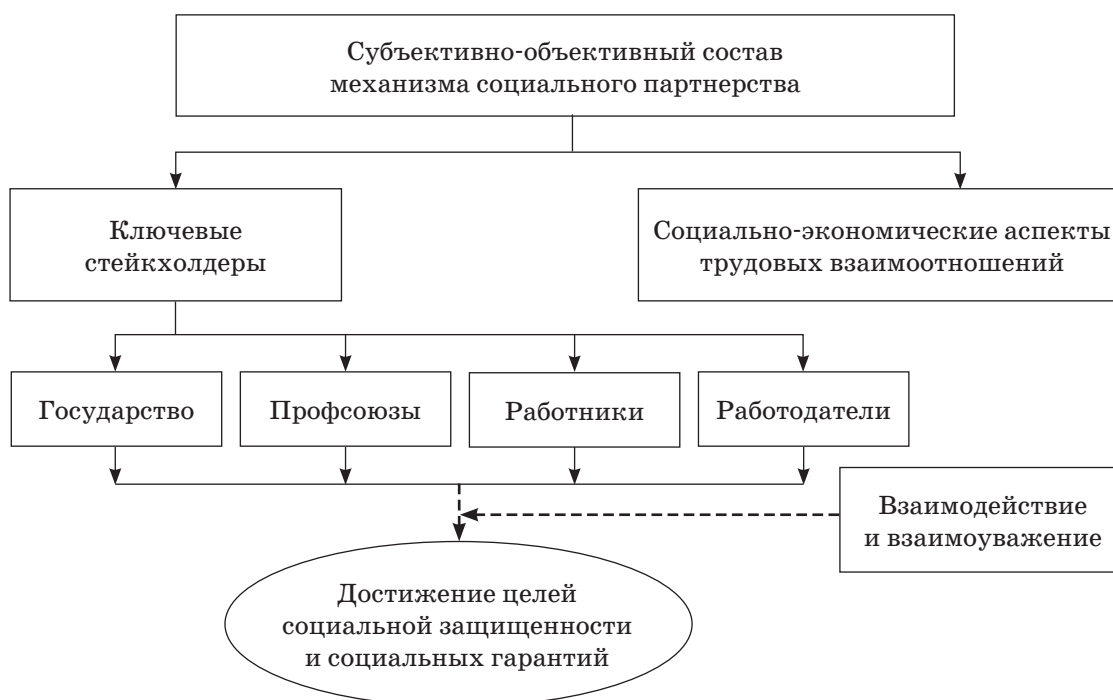 Субъективно-объективный состав
механизма социального партнерства
Ключевые
стейкхолдеры
Социально-экономические аспекты
трудовых взаимоотношений
Государство
Профсоюзы
Работники
Работодатели
Взаимодействие
и взаимоуважение
Достижение целей
социальной защищенности
и социальных гарантий